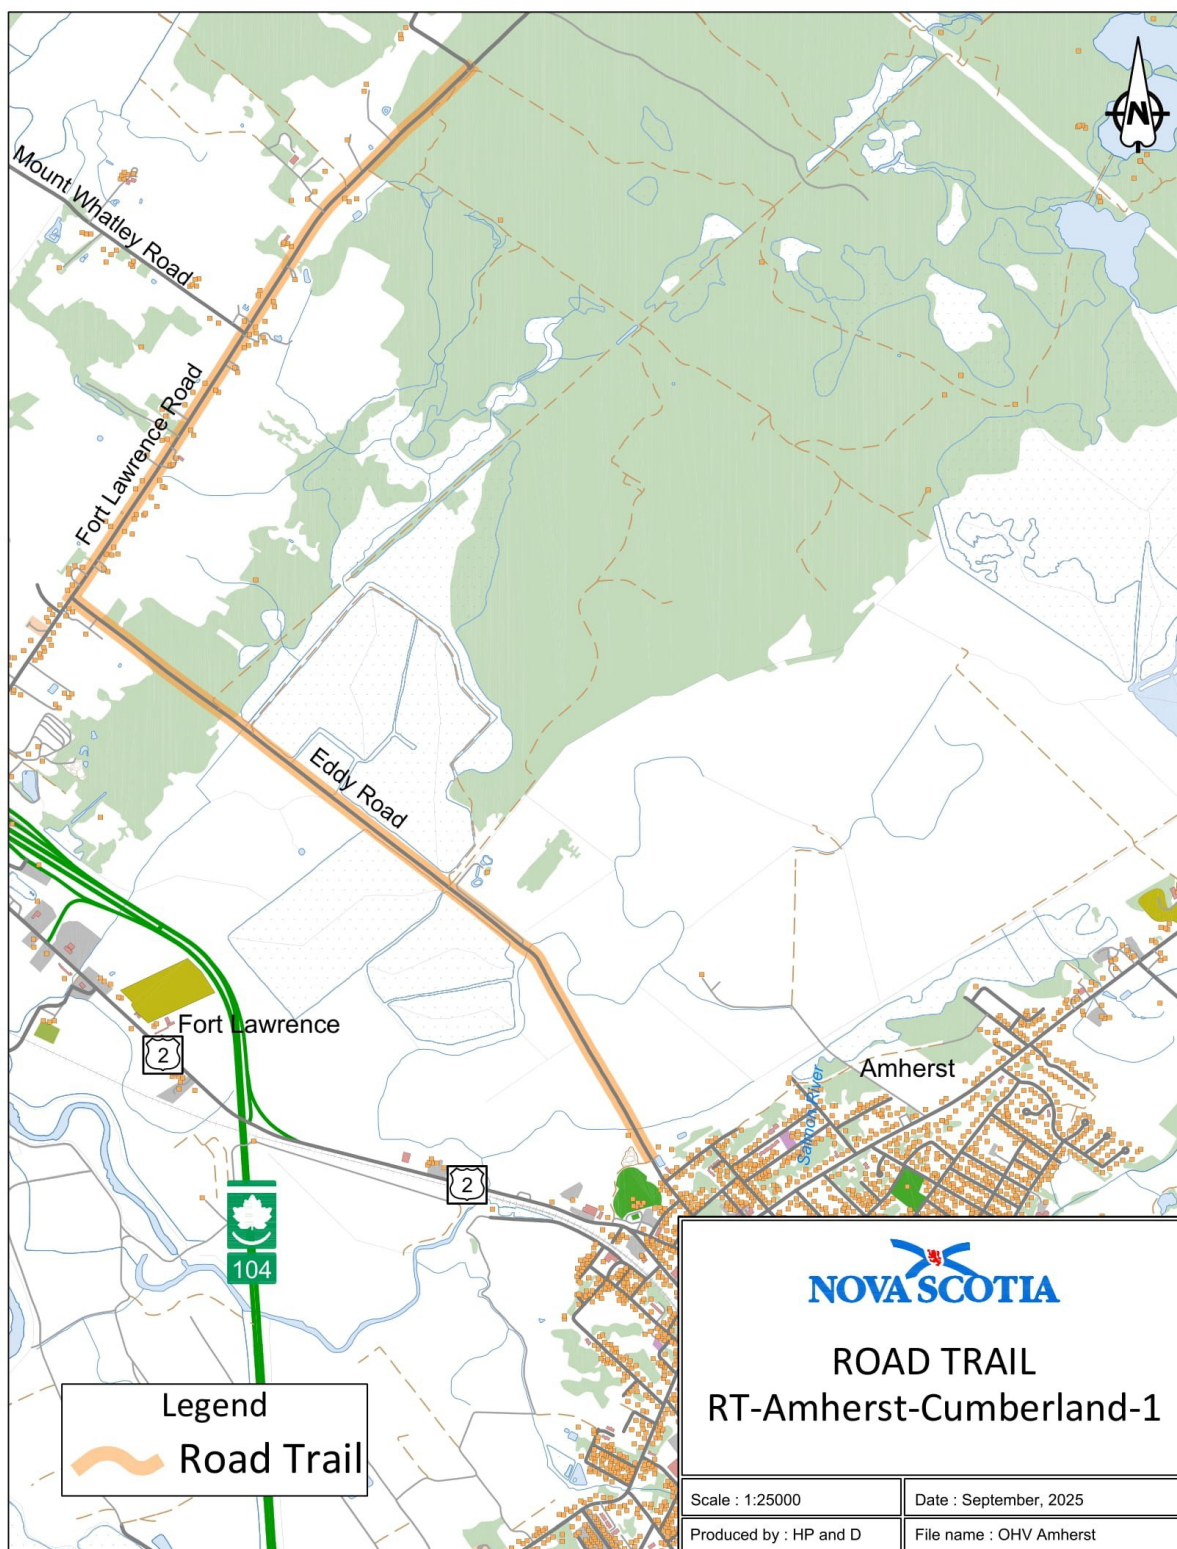 N
Mount Whatley Road
Fort Lawrence Road
Eddy Road
Fort Lawrence
2
Amherst
Salmon River
2
104
Legend
Road Trail
NOVA SCOTIA
ROAD TRAIL
RT-Amherst-Cumberland-1
Scale : 1:25000
Date : September, 2025
Produced by : HP and D
File name : OHV Amherst